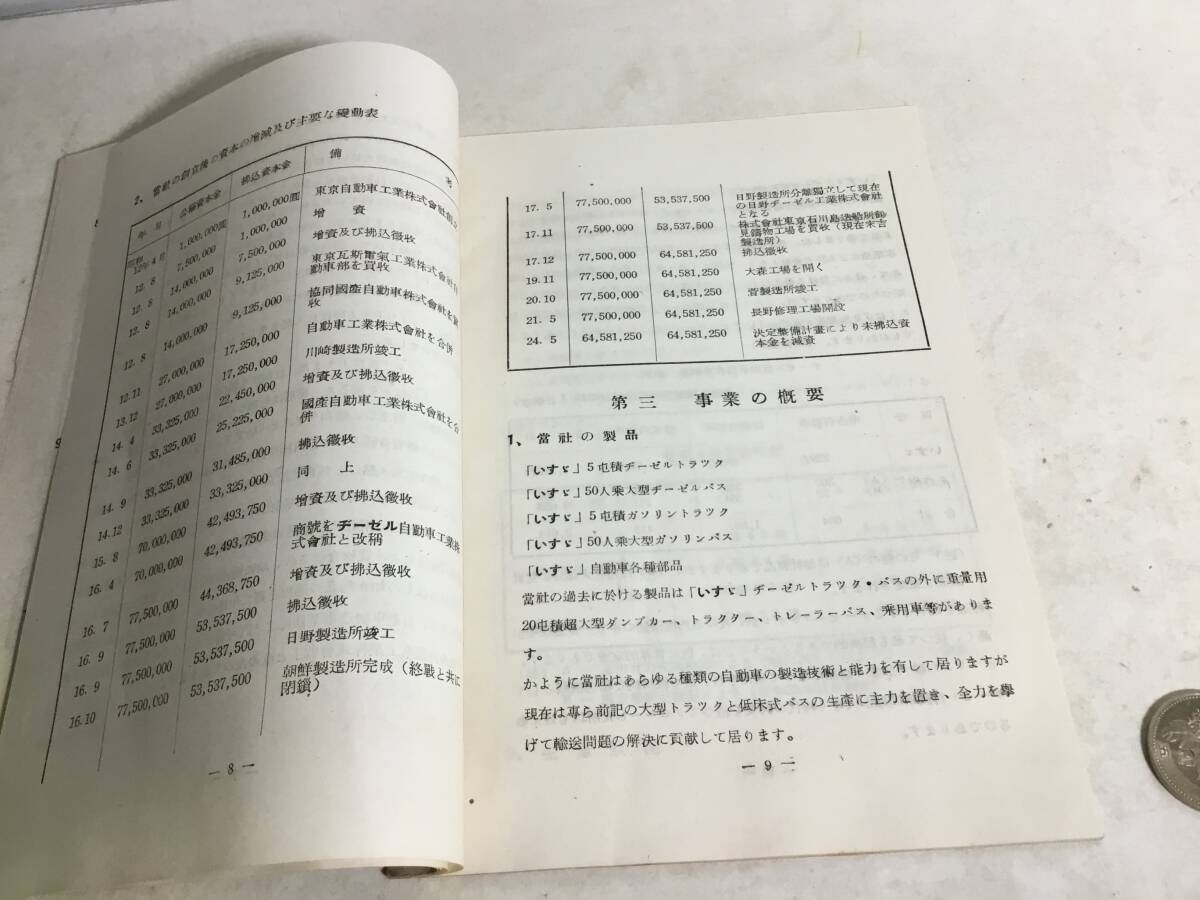 2、當社の創立後の資本の增減及び主要な變動表
年 月 公稱資本金 拂込資本金 備 考
昭和12年4月 1,000,000圓 1,000,000圓 東京自動車工業株式會社創立
12. 8 7,500,000 1,000,000 增 資
12. 8 14,000,000 7,500,000 增資及び拂込徵收
12. 8 14,000,000 9,125,000 東京瓦斯電氣工業株式會社
動車部を買收
12. 8 14,000,000 9,125,000 協同國產自動車株式會社を
收
12.11 27,000,000 17,250,000 自動車工業株式會社を合併
13.12 27,000,000 17,250,000 川崎製造所竣工
14. 4 33,325,000 22,450,000 增資及び拂込徵收
14. 6 33,325,000 25,225,000 國產自動車工業株式會社を合
併
14. 9 33,325,000 31,485,000 拂込徵收
14.12 33,325,000 33,325,000 同 上
15. 8 70,000,000 42,493,750 增資及び拂込徵收
16. 4 70,000,000 42,493,750 商號をヂーゼル自動車工業株
式會社と改稱
16. 7 77,500,000 44,368,750 增資及び拂込徵收
16. 9 77,500,000 53,537,500 拂込徵收
16. 9 77,500,000 53,537,500 日野製造所竣工
16.10 77,500,000 53,537,500 朝鮮製造所完成（終戰と共に
閉鎖）
— 8 —
17. 5 77,500,000 53,537,500 日野製造所分離獨立して現在
の日野ヂーゼル工業株式會社
となる
17.11 77,500,000 53,537,500 株式會社東京石川島造船所鶴
見鑄物工場を買收（現在末吉
製造所）
17.12 77,500,000 64,581,250 拂込徵收
19.11 77,500,000 64,581,250 大森工場を開く
20.10 77,500,000 64,581,250 菅製造所竣工
21. 5 77,500,000 64,581,250 長野修理工場開設
24. 5 64,581,250 64,581,250 決定整備計畫により未拂込資
本金を減資
第三 事業の概要
1、當社の製品
「いすゞ」5屯積ヂーゼルトラツク
「いすゞ」50人乘大型ヂーゼルバス
「いすゞ」5屯積ガソリントラツク
「いすゞ」50人乘大型ガソリンバス
「いすゞ」自動車各種部品
當社の過去に於ける製品は「いすゞ」ヂーゼルトラツク・バスの外に重量用
20屯積超大型ダンプカー、トラクター、トレーラーバス、乘用車等がありま
す。
かように當社はあらゆる種類の自動車の製造技術と能力を有して居りますが
現在は專ら前記の大型トラツクと低床式バスの生產に主力を置き、全力を擧
げて輸送問題の解決に貢献して居ります。
— 9 —